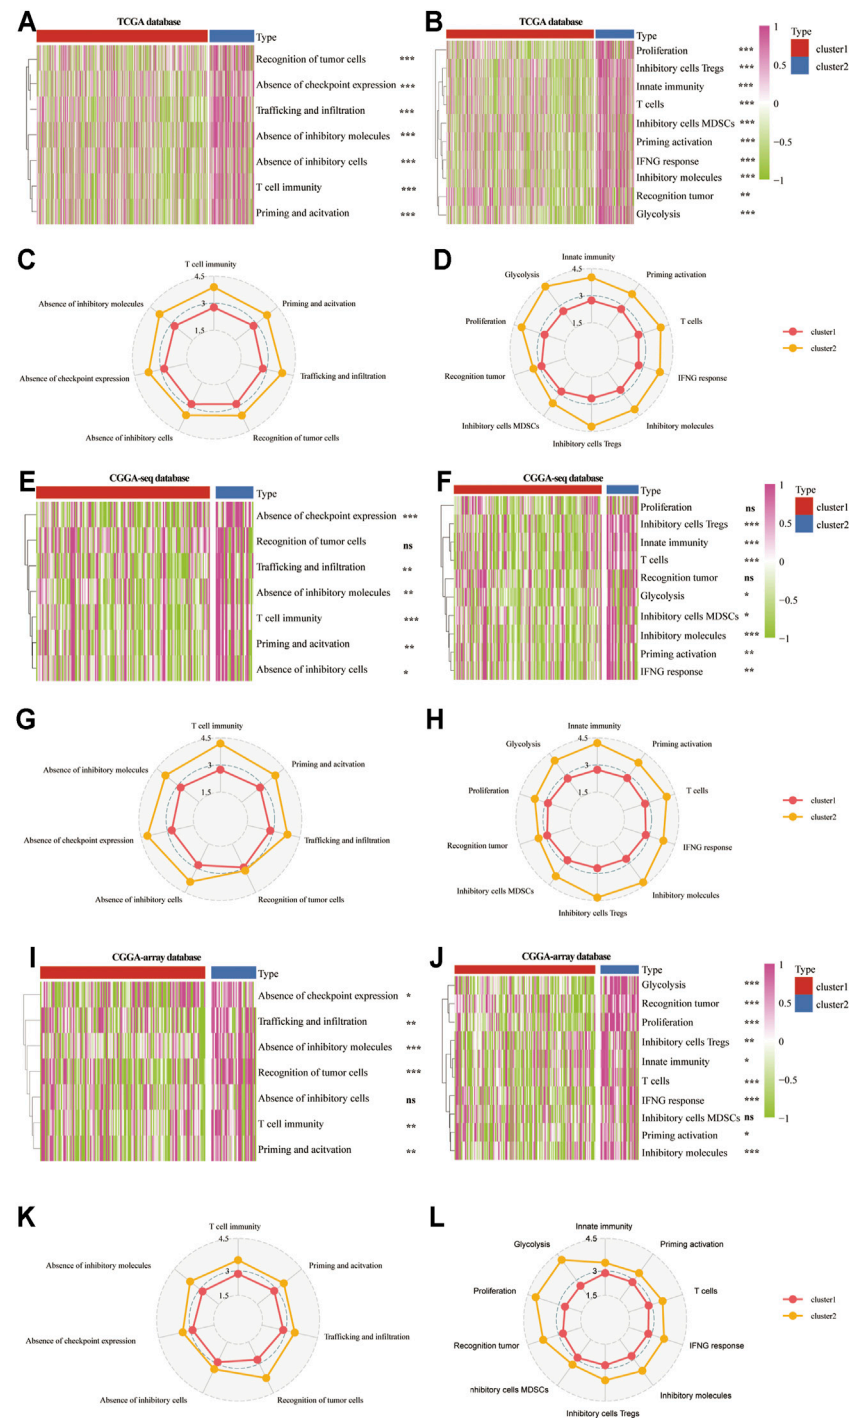 A
TCGA database
Type
Recognition of tumor cells ***
Absence of checkpoint expression ***
Trafficking and infiltration ***
Absence of inhibitory molecules ***
Absence of inhibitory cells ***
T cell immunity ***
Priming and acitvation ***
B
TCGA database
Type
Proliferation ***
Inhibitory cells Tregs ***
Innate immunity ***
T cells ***
Inhibitory cells MDSCs ***
Priming activation ***
IFNG response ***
Inhibitory molecules ***
Recognition tumor **
Glycolysis ***
1
0.5
0
−0.5
−1
Type
cluster1
cluster2
C
T cell immunity
4.5
3
1.5
Absence of inhibitory molecules
Priming and acitvation
Absence of checkpoint expression
Trafficking and infiltration
Absence of inhibitory cells
Recognition of tumor cells
D
Innate immunity
4.5
3
1.5
Glycolysis
Priming activation
Proliferation
T cells
Recognition tumor
IFNG response
Inhibitory cells MDSCs
Inhibitory molecules
Inhibitory cells Tregs
cluster1
cluster2
E
CGGA-seq database
Type
Absence of checkpoint expression ***
Recognition of tumor cells ns
Trafficking and infiltration **
Absence of inhibitory molecules **
T cell immunity ***
Priming and acitvation **
Absence of inhibitory cells *
F
CGGA-seq database
Type
Proliferation ns
Inhibitory cells Tregs ***
Innate immunity ***
T cells ***
Recognition tumor ns
Glycolysis *
Inhibitory cells MDSCs *
Inhibitory molecules ***
Priming activation **
IFNG response **
1
0.5
0
−0.5
−1
Type
cluster1
cluster2
G
T cell immunity
4.5
3
1.5
Absence of inhibitory molecules
Priming and acitvation
Absence of checkpoint expression
Trafficking and infiltration
Absence of inhibitory cells
Recognition of tumor cells
H
Innate immunity
4.5
3
1.5
Glycolysis
Priming activation
Proliferation
T cells
Recognition tumor
IFNG response
Inhibitory cells MDSCs
Inhibitory molecules
Inhibitory cells Tregs
cluster1
cluster2
I
CGGA-array database
Type
Absence of checkpoint expression *
Trafficking and infiltration **
Absence of inhibitory molecules ***
Recognition of tumor cells ***
Absence of inhibitory cells ns
T cell immunity **
Priming and acitvation **
J
CGGA-array database
Type
Glycolysis ***
Recognition tumor ***
Proliferation ***
Inhibitory cells Tregs **
Innate immunity *
T cells ***
IFNG response ***
Inhibitory cells MDSCs ns
Priming activation *
Inhibitory molecules ***
1
0.5
0
−0.5
−1
Type
cluster1
cluster2
K
T cell immunity
4.5
3
1.5
Absence of inhibitory molecules
Priming and acitvation
Absence of checkpoint expression
Trafficking and infiltration
Absence of inhibitory cells
Recognition of tumor cells
L
Innate immunity
4.5
3
1.5
Glycolysis
Priming activation
Proliferation
T cells
Recognition tumor
IFNG response
nhibitory cells MDSCs
Inhibitory molecules
Inhibitory cells Tregs
cluster1
cluster2